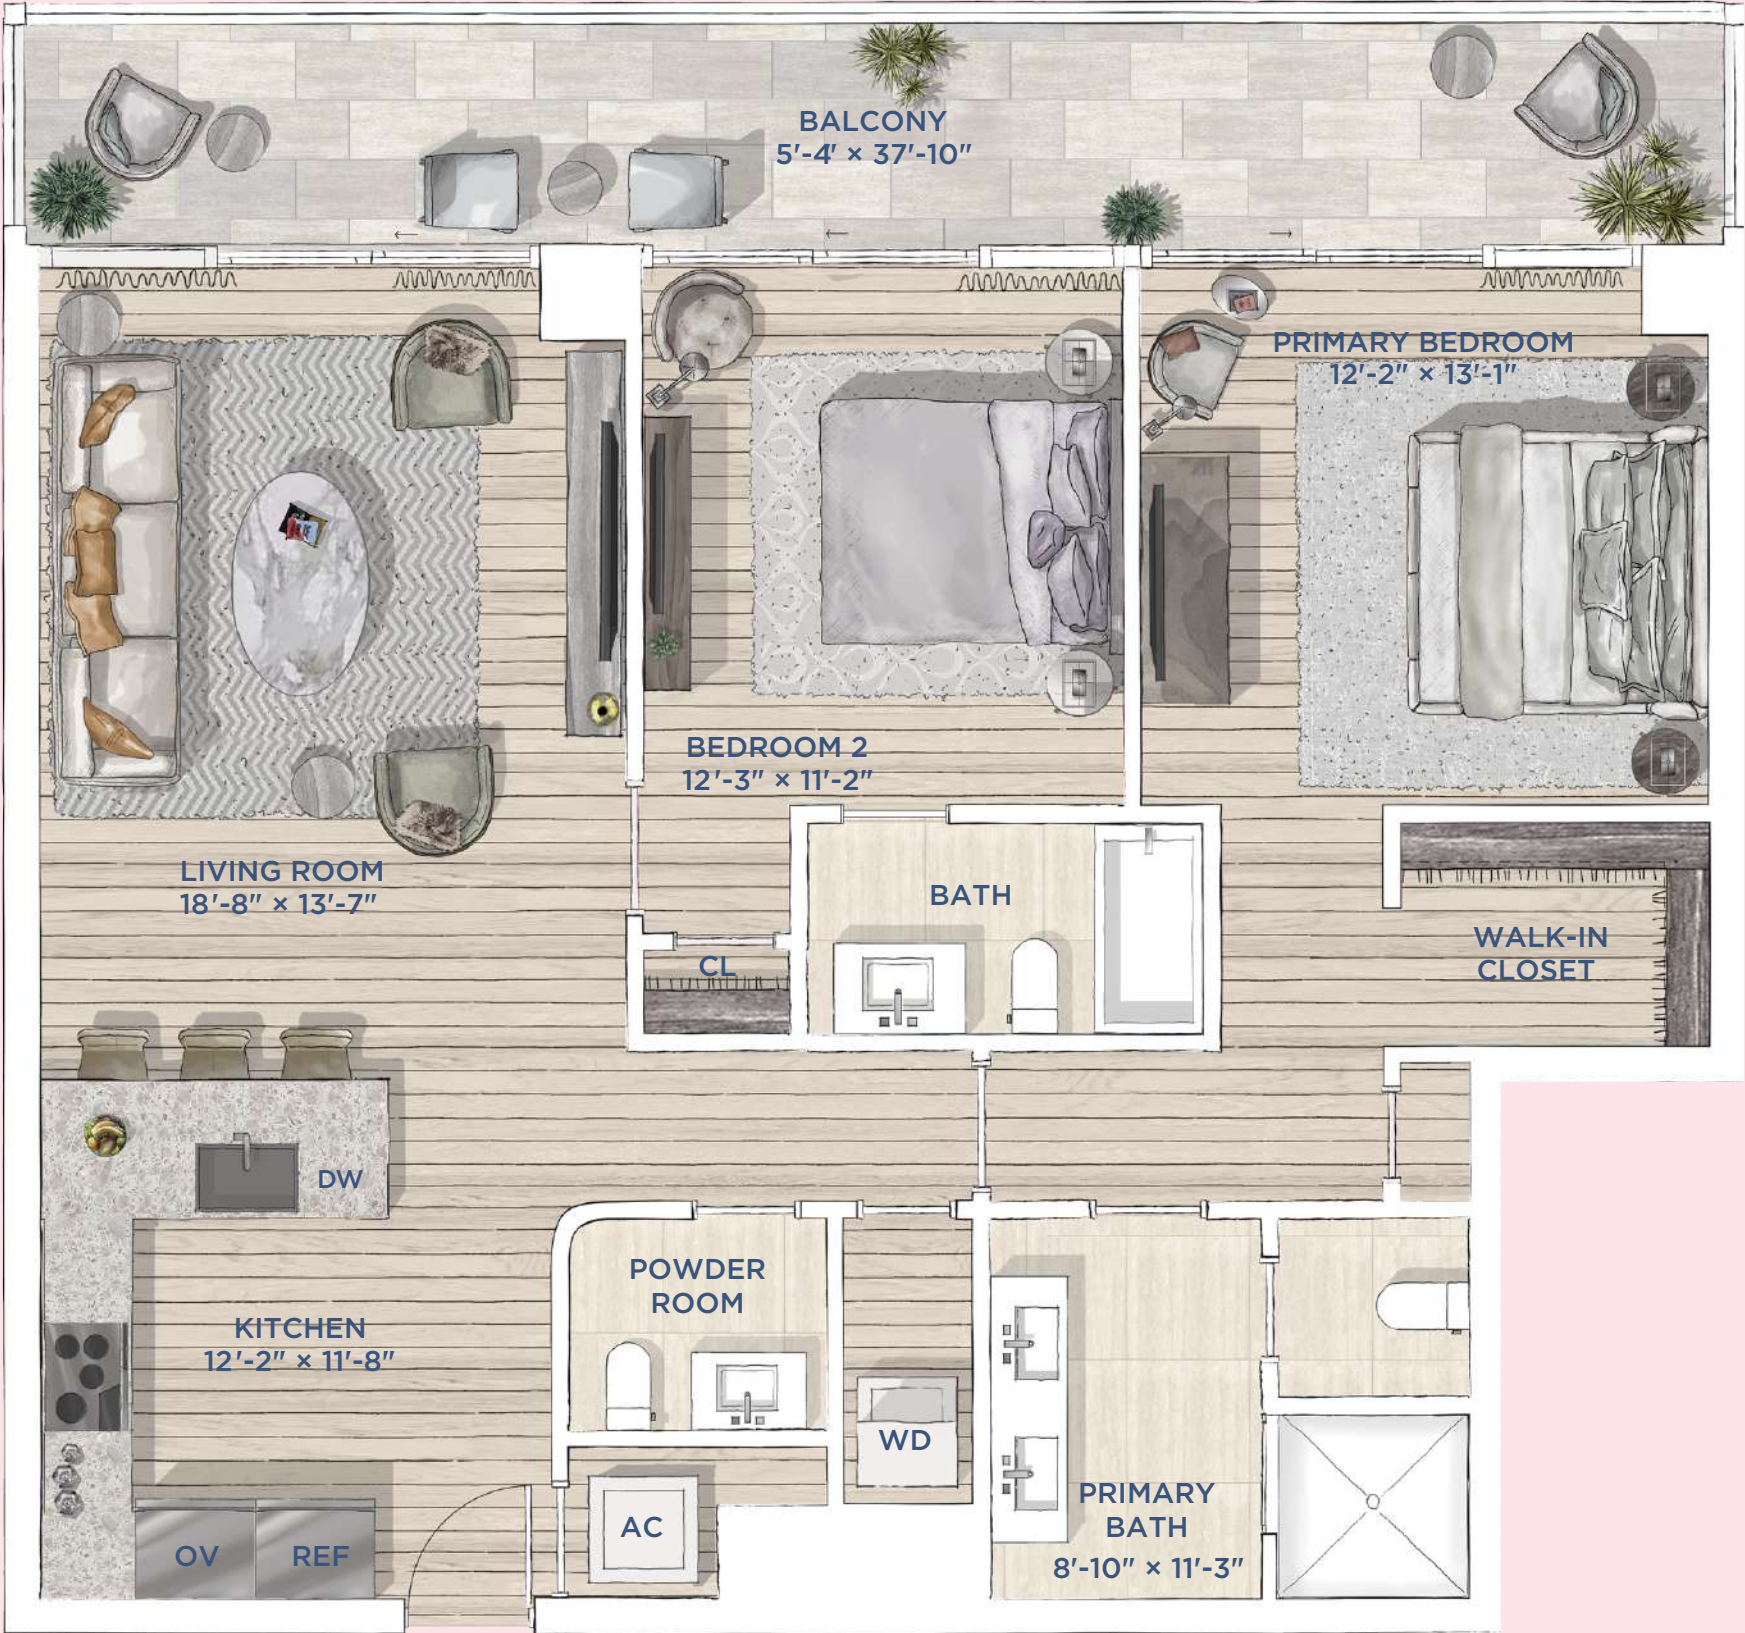 BALCONY
5'-4' × 37'-10"
PRIMARY BEDROOM
12'-2" × 13'-1"
BEDROOM 2
12'-3" × 11'-2"
LIVING ROOM
18'-8" × 13'-7"
BATH
WALK-IN
CLOSET
CL
DW
POWDER
ROOM
KITCHEN
12'-2" × 11'-8"
WD
PRIMARY
BATH
8'-10" × 11'-3"
AC
OV
REF